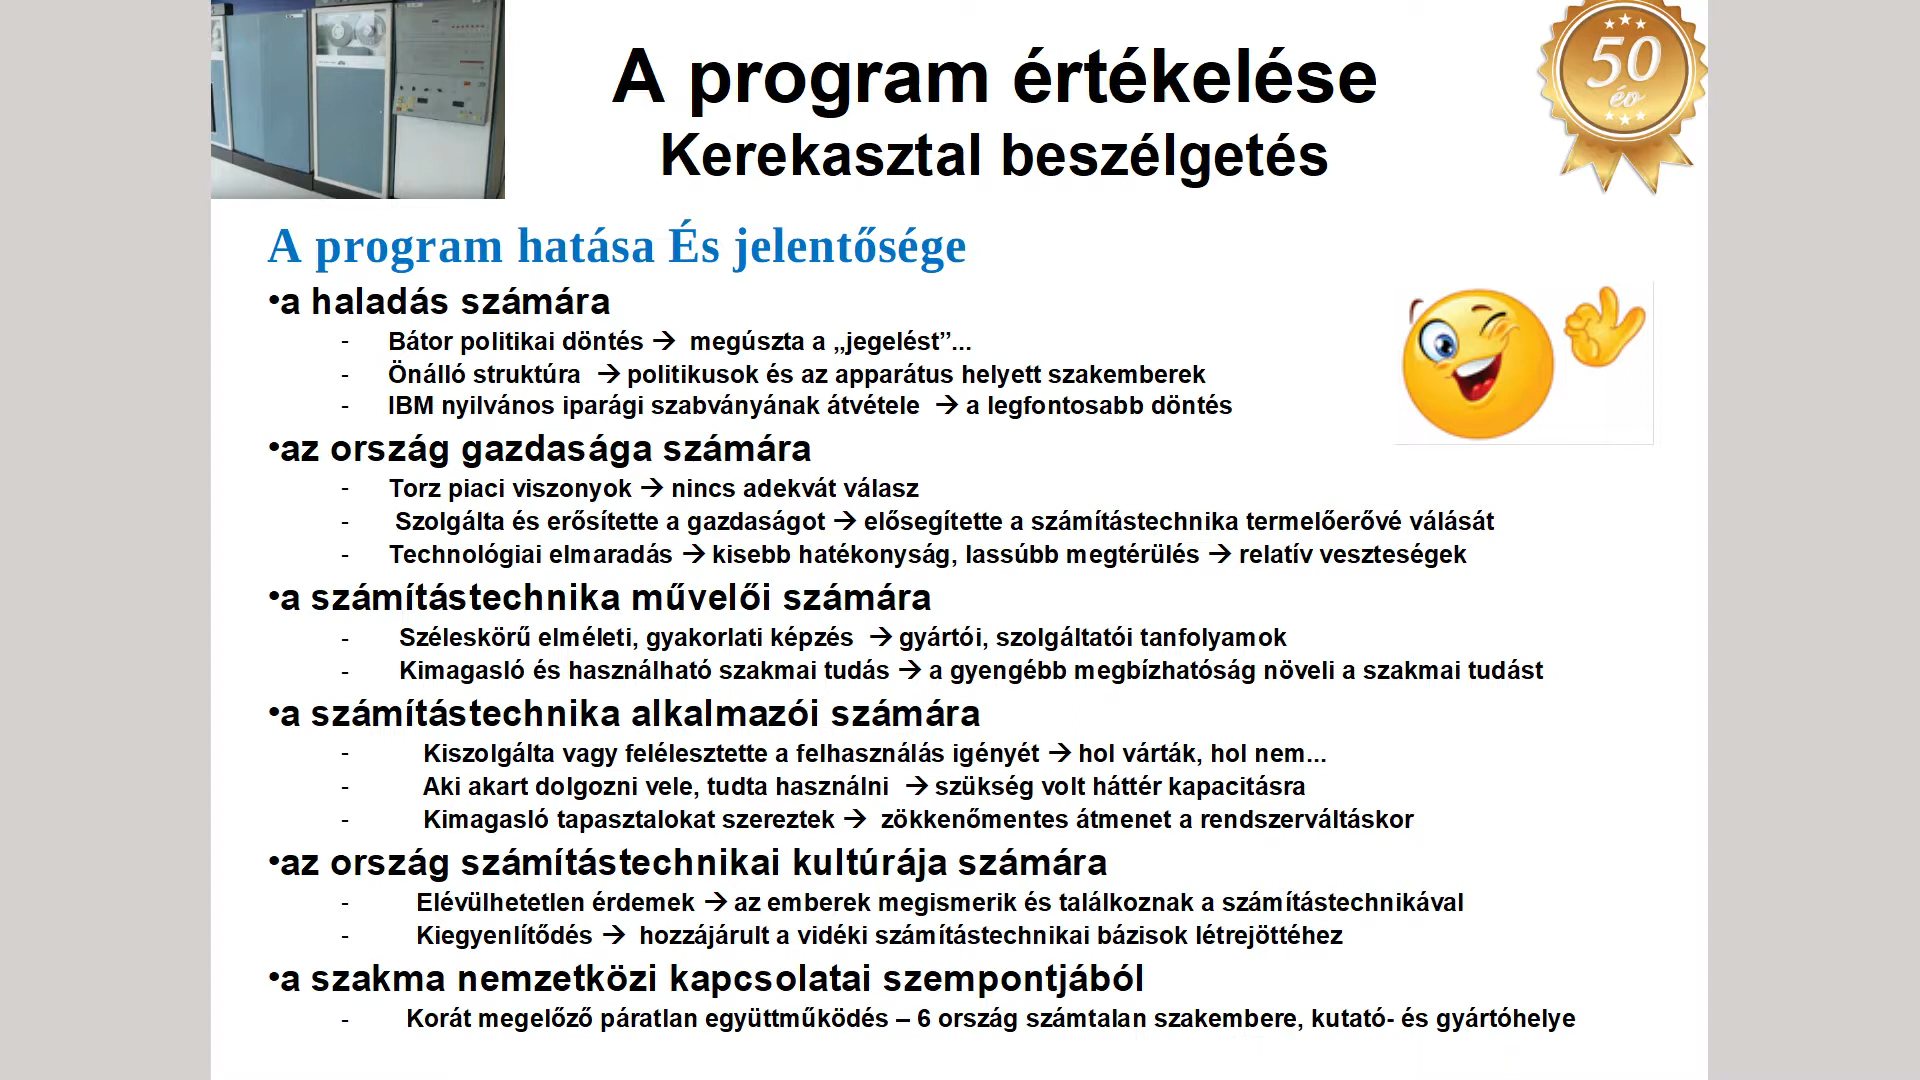 A program értékelése
Kerekasztal beszélgetés
50
év
A program hatása És jelentősége
•a haladás számára
- Bátor politikai döntés → megúszta a „jegelést”...
- Önálló struktúra → politikusok és az apparátus helyett szakemberek
- IBM nyilvános iparági szabványának átvétele → a legfontosabb döntés
•az ország gazdasága számára
- Torz piaci viszonyok → nincs adekvát válasz
- Szolgálta és erősítette a gazdaságot → elősegítette a számítástechnika termelőerővé válását
- Technológiai elmaradás → kisebb hatékonyság, lassúbb megtérülés → relatív veszteségek
•a számítástechnika művelői számára
- Széleskörű elméleti, gyakorlati képzés → gyártói, szolgáltatói tanfolyamok
- Kimagasló és használható szakmai tudás → a gyengébb megbízhatóság növeli a szakmai tudást
•a számítástechnika alkalmazói számára
- Kiszolgálta vagy felélesztette a felhasználás igényét → hol várták, hol nem...
- Aki akart dolgozni vele, tudta használni → szükség volt háttér kapacitásra
- Kimagasló tapasztalokat szereztek → zökkenőmentes átmenet a rendszerváltáskor
•az ország számítástechnikai kultúrája számára
- Elévülhetetlen érdemek → az emberek megismerik és találkoznak a számítástechnikával
- Kiegyenlítődés → hozzájárult a vidéki számítástechnikai bázisok létrejöttéhez
•a szakma nemzetközi kapcsolatai szempontjából
- Korát megelőző páratlan együttműködés – 6 ország számtalan szakembere, kutató- és gyártóhelye